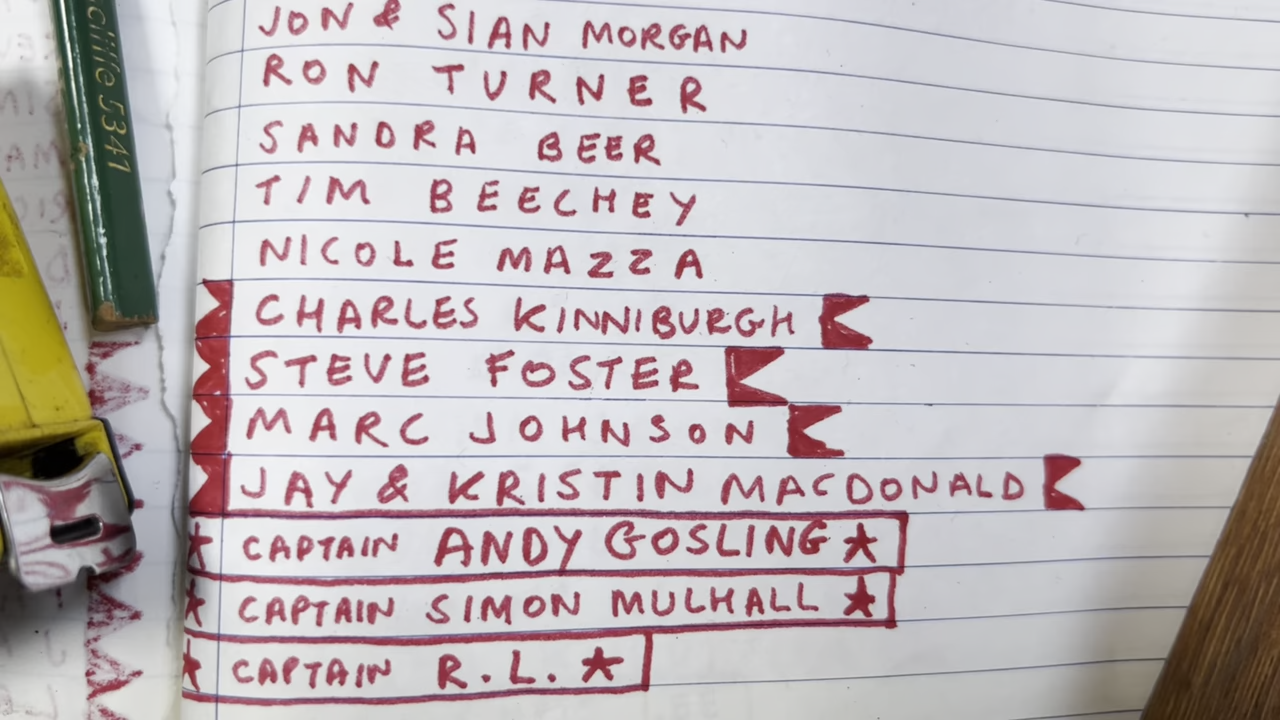 JON & SIAN MORGAN
RON TURNER
SANDRA BEER
TIM BEECHEY
NICOLE MAZZA
CHARLES KINNIBURGH
STEVE FOSTER
MARC JOHNSON
JAY & KRISTIN MACDONALD
CAPTAIN ANDY GOSLING
CAPTAIN SIMON MULHALL
CAPTAIN R.L.
5341